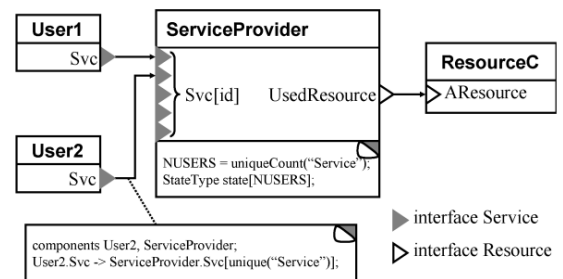 User1
Svc
User2
Svc
ServiceProvider
Svc[id]
UsedResource
NUSERS = uniqueCount(“Service”);
StateType state[NUSERS];
ResourceC
AResource
components User2, ServiceProvider;
User2.Svc -> ServiceProvider.Svc[unique(“Service”)];
interface Service
interface Resource